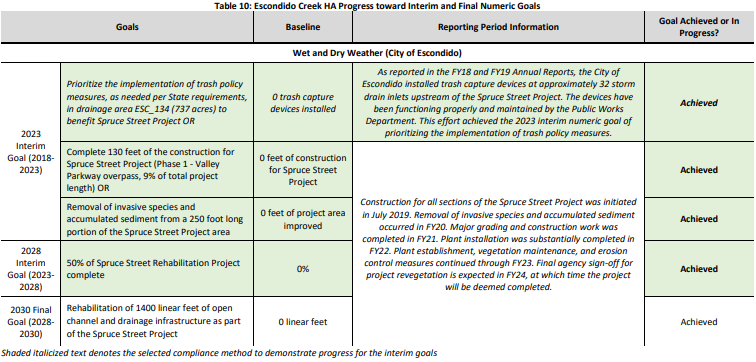 Table 10: Escondido Creek HA Progress toward Interim and Final Numeric Goals
Goals
Baseline
Reporting Period Information
Goal Achieved or In
Progress?
Wet and Dry Weather (City of Escondido)
2023
Interim
Goal (2018-
2023)
Prioritize the implementation of trash policy
measures, as needed per State requirements,
in drainage area ESC_134 (737 acres) to
benefit Spruce Street Project OR
0 trash capture
devices installed
As reported in the FY18 and FY19 Annual Reports, the City of
Escondido installed trash capture devices at approximately 32 storm
drain inlets upstream of the Spruce Street Project. The devices have
been functioning properly and maintained by the Public Works
Department. This effort achieved the 2023 interim numeric goal of
prioritizing the implementation of trash policy measures.
Achieved
Complete 130 feet of the construction for
Spruce Street Project (Phase 1 - Valley
Parkway overpass, 9% of total project
length) OR
0 feet of construction
for Spruce Street
Project
Achieved
Removal of invasive species and
accumulated sediment from a 250 foot long
portion of the Spruce Street Project area
0 feet of project area
improved
Achieved
Construction for all sections of the Spruce Street Project was initiated
in July 2019. Removal of invasive species and accumulated sediment
occurred in FY20. Major grading and construction work was
completed in FY21. Plant installation was substantially completed in
FY22. Plant establishment, vegetation maintenance, and erosion
control measures continued through FY23. Final agency sign-off for
project revegetation is expected in FY24, at which time the project
will be deemed completed.
2028
Interim
Goal (2023-
2028)
50% of Spruce Street Rehabilitation Project
complete
0%
Achieved
2030 Final
Goal (2028-
2030)
Rehabilitation of 1400 linear feet of open
channel and drainage infrastructure as part
of the Spruce Street Project
0 linear feet
Achieved
Shaded italicized text denotes the selected compliance method to demonstrate progress for the interim goals